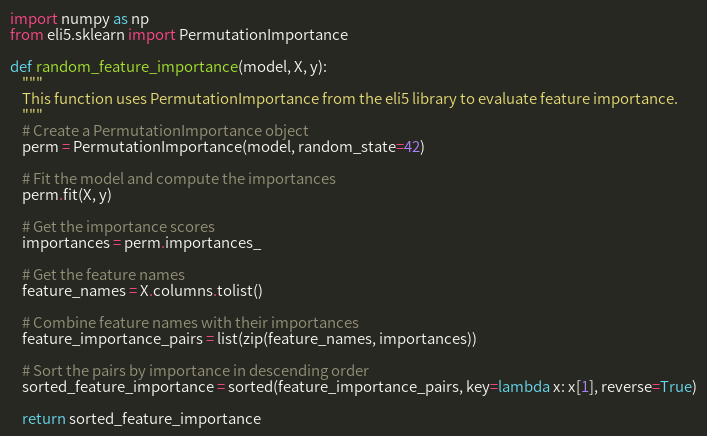 import numpy as np
from eli5.sklearn import PermutationImportance
def random_feature_importance(model, X, y):
"""
This function uses PermutationImportance from the eli5 library to evaluate feature importance.
"""
# Create a PermutationImportance object
perm = PermutationImportance(model, random_state=42)
# Fit the model and compute the importances
perm.fit(X, y)
# Get the importance scores
importances = perm.importances_
# Get the feature names
feature_names = X.columns.tolist()
# Combine feature names with their importances
feature_importance_pairs = list(zip(feature_names, importances))
# Sort the pairs by importance in descending order
sorted_feature_importance = sorted(feature_importance_pairs, key=lambda x: x[1], reverse=True)
return sorted_feature_importance